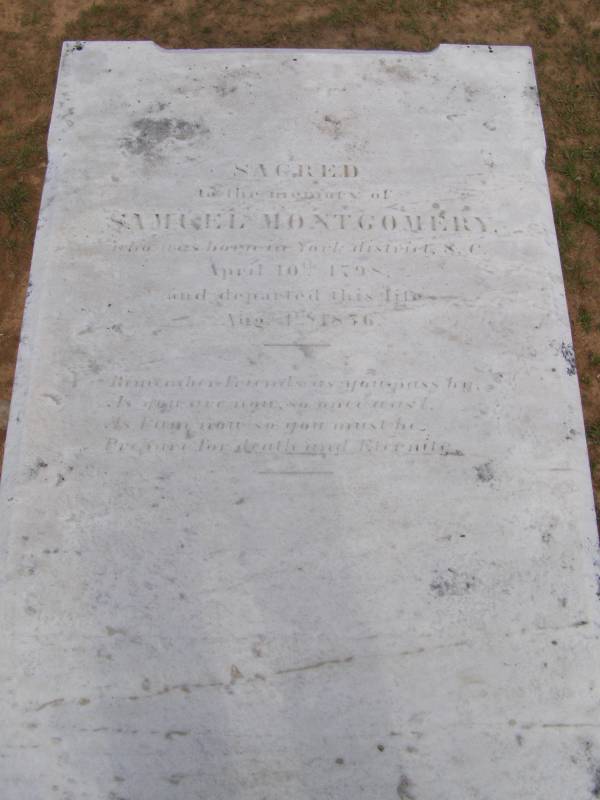 SACRED
to the memory of
SAMUEL MONTGOMERY,
who was born in York district, S. C.
April 10th 1798,
and departed this life
Aug. 1st 1836.
Remember friends as you pass by,
As you are now, so once was I,
As I am now so you must be,
Prepare for death and Eternity.